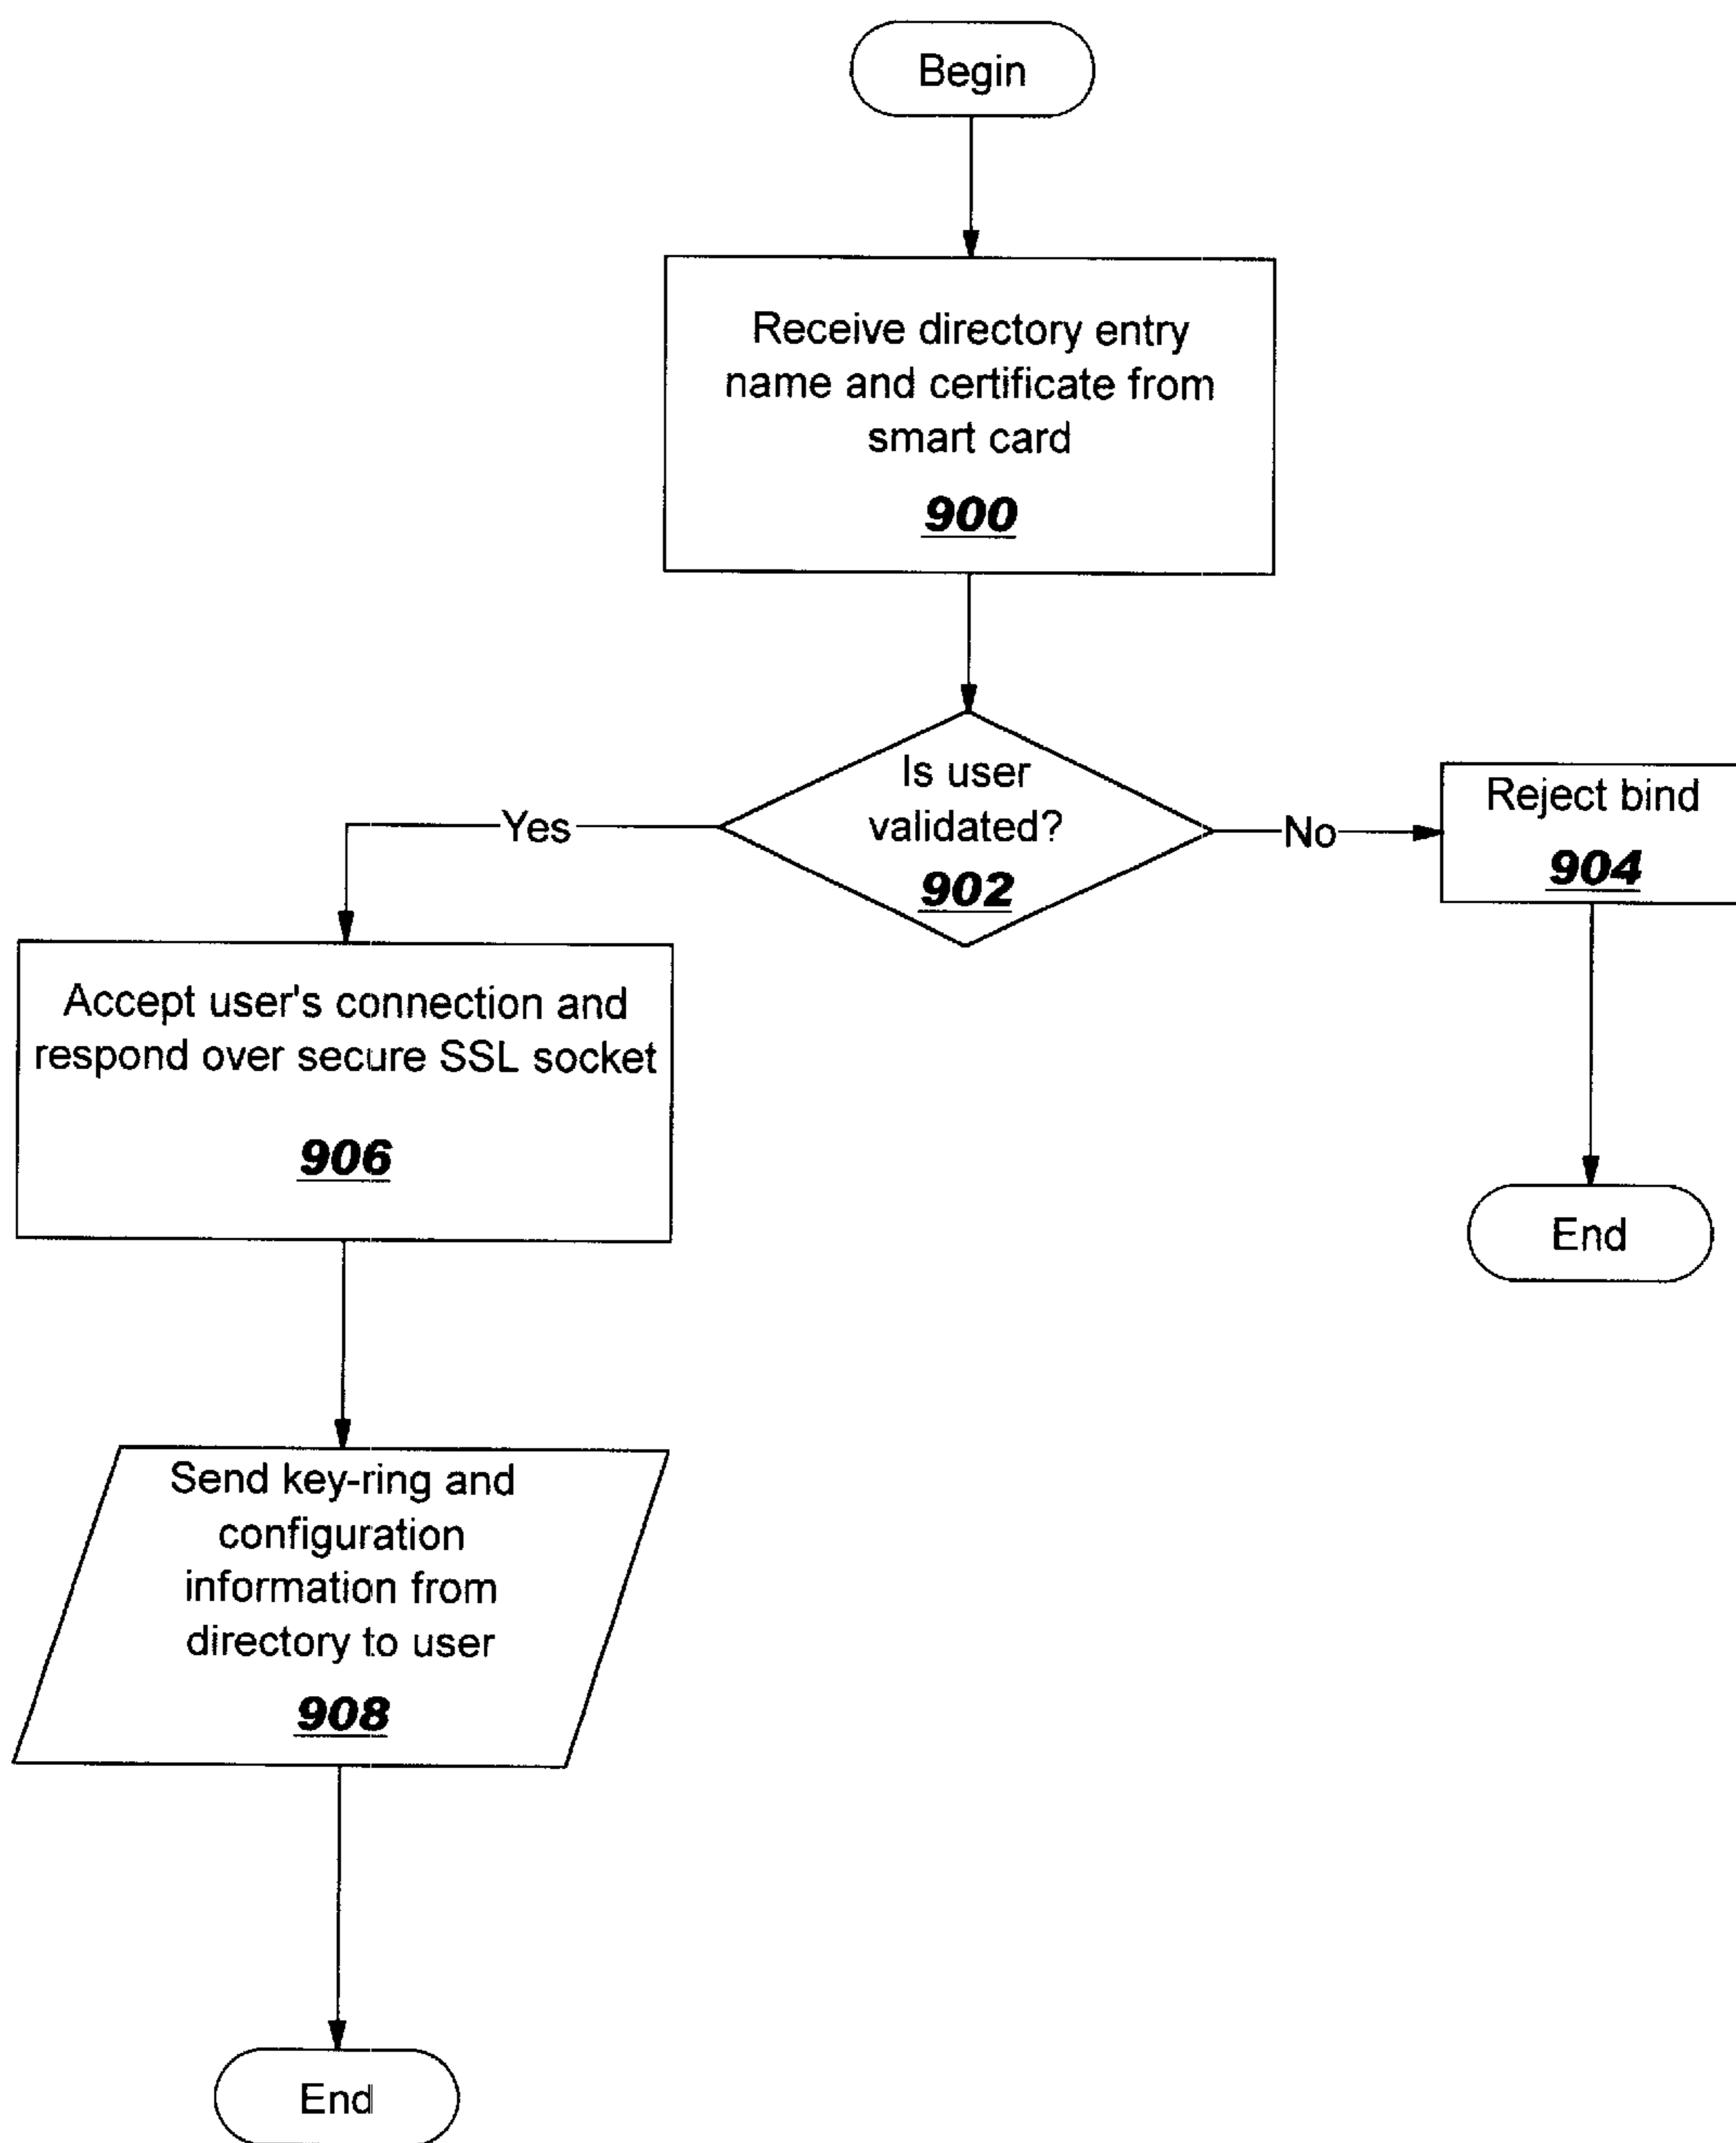 Begin
Receive directory entry
name and certificate from
smart card
900
Is user
validated?
902
Yes
No
Reject bind
904
End
Accept user's connection and
respond over secure SSL socket
906
Send key-ring and
configuration
information from
directory to user
908
End